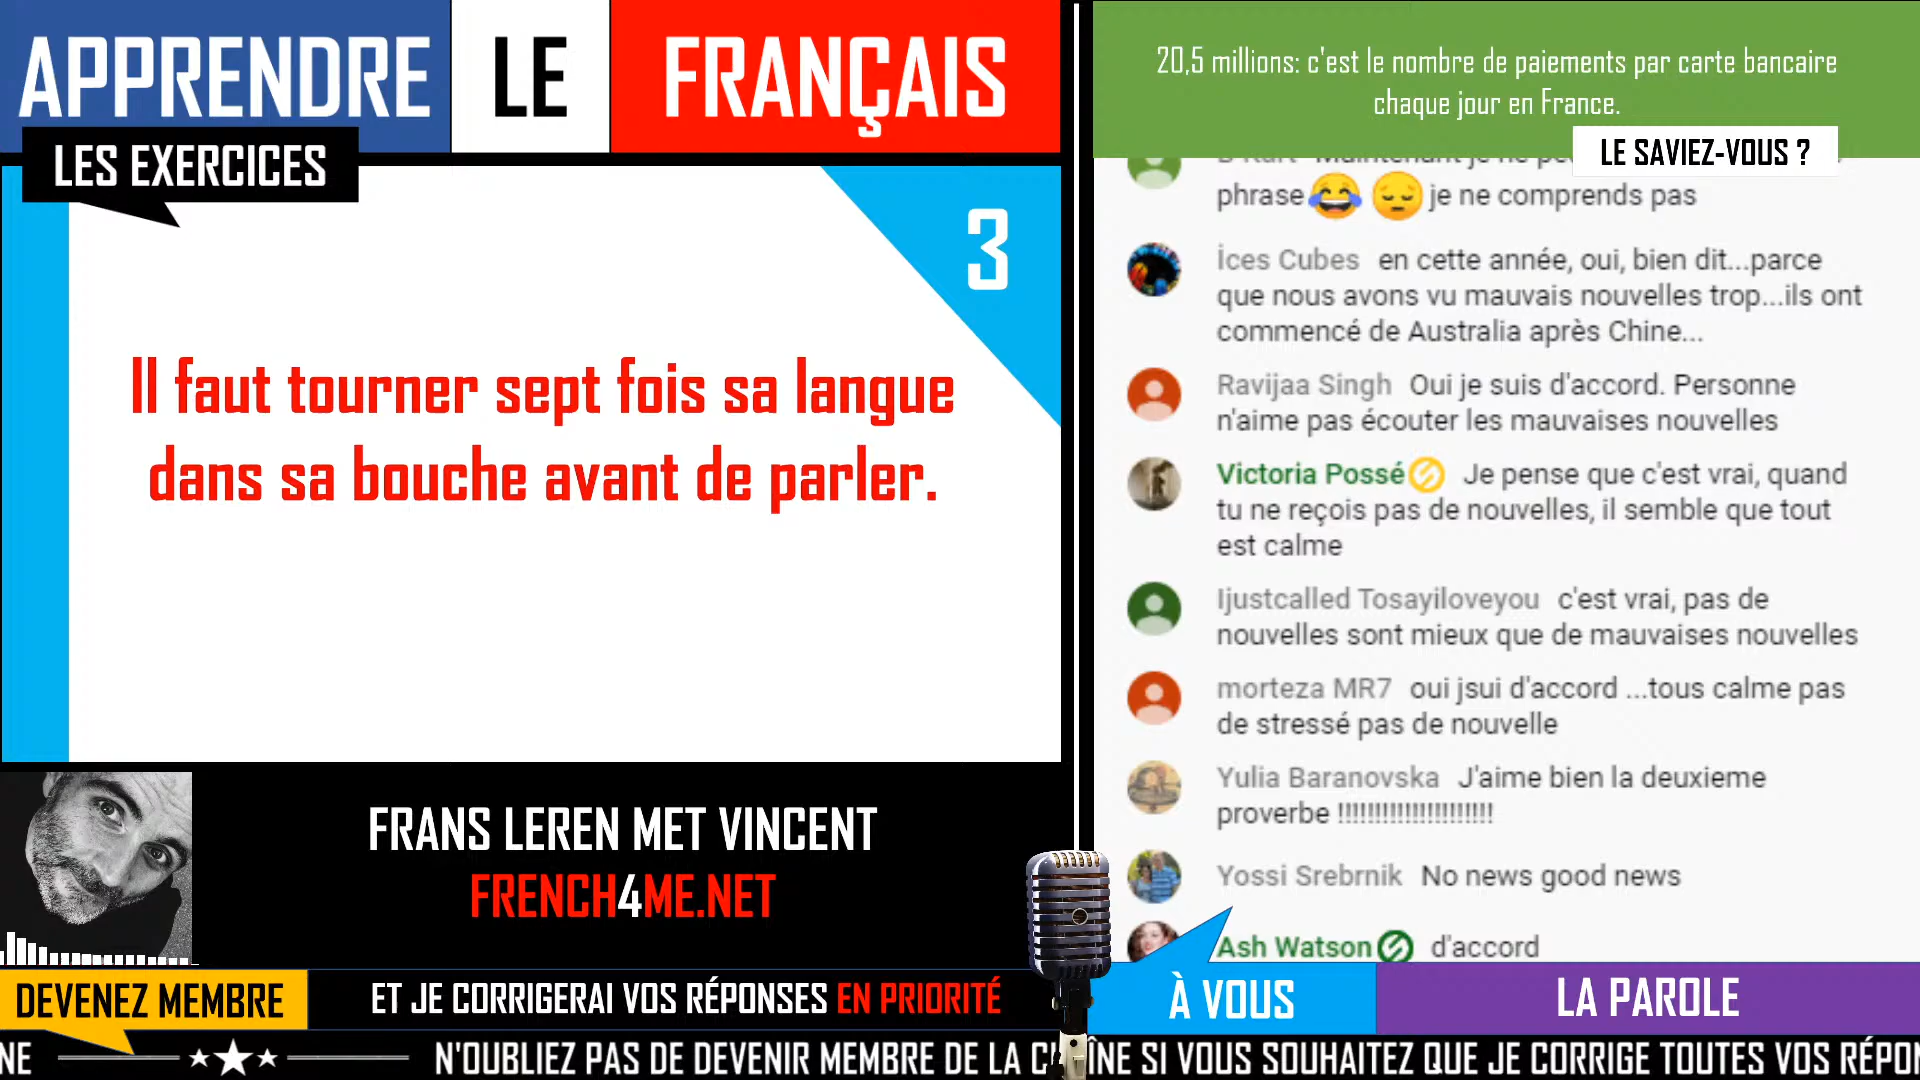 APPRENDRE LE FRANÇAIS
LES EXERCICES
3
Il faut tourner sept fois sa langue
dans sa bouche avant de parler.
FRANS LEREN MET VINCENT
FRENCH4ME.NET
DEVENEZ MEMBRE
ET JE CORRIGERAI VOS RÉPONSES EN PRIORITÉ
20,5 millions: c'est le nombre de paiements par carte bancaire
chaque jour en France.
LE SAVIEZ-VOUS ?
Maintenant je ne
phrase😂 😔 je ne comprends pas
İces Cubes en cette année, oui, bien dit...parce
que nous avons vu mauvais nouvelles trop...ils ont
commencé de Australia après Chine...
Ravijaa Singh Oui je suis d'accord. Personne
n'aime pas écouter les mauvaises nouvelles
Victoria Possé Je pense que c'est vrai, quand
tu ne reçois pas de nouvelles, il semble que tout
est calme
Ijustcalled Tosayiloveyou c'est vrai, pas de
nouvelles sont mieux que de mauvaises nouvelles
morteza MR7 oui jsui d'accord ...tous calme pas
de stressé pas de nouvelle
Yulia Baranovska J'aime bien la deuxieme
proverbe !!!!!!!!!!!!!!!!!!!!!!
Yossi Srebrnik No news good news
Ash Watson d'accord
À VOUS LA PAROLE
NE N'OUBLIEZ PAS DE DEVENIR MEMBRE DE LA SI VOUS SOUHAITEZ QUE JE CORRIGE TOUTES VOS RÉPON